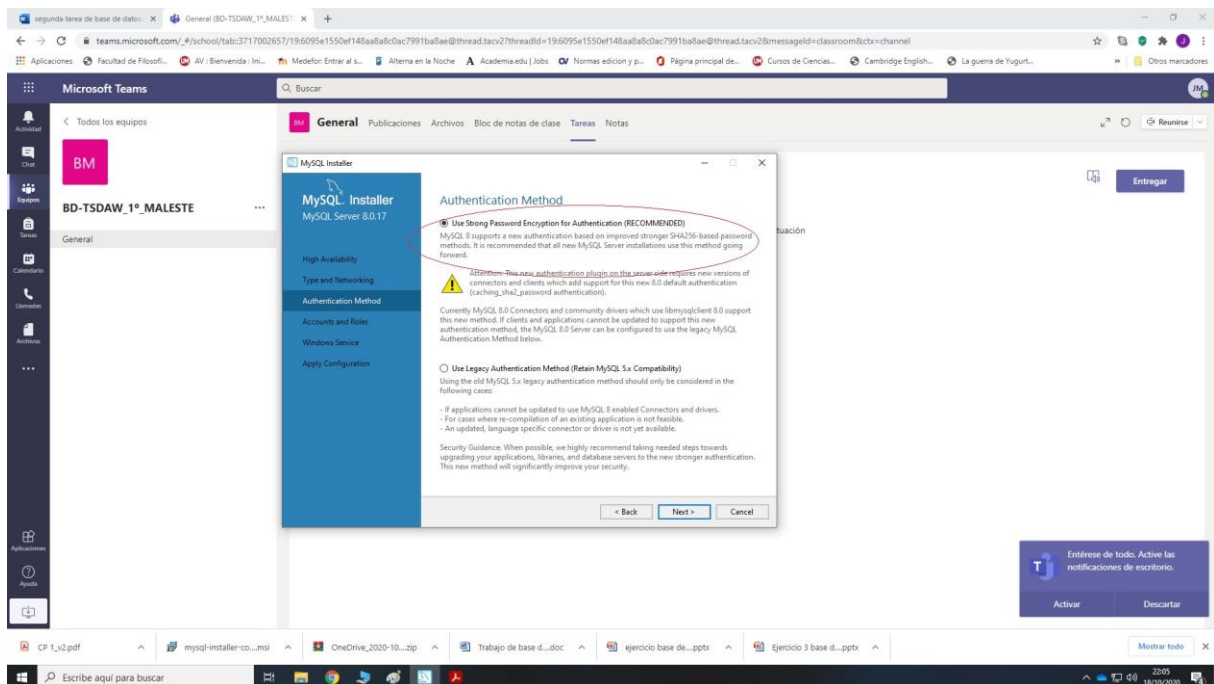 segunda tarea de base de datos
General (BD-TSDAW_1º_MALEST
teams.microsoft.com/_#/school/tab::3717002657/19:6095e1550ef148aa8a8c0ac7991ba8ae@thread.tacv2?threadId=19:6095e1550ef148aa8a8c0ac7991ba8ae@thread.tacv2&messageId=classroom&ctx=channel
Aplicaciones Facultad de Filosofí... AV : Bienvenida : Ini... Medefor: Entrar al s... Alterna en la Noche Academia.edu | Jobs Normas edicion y p... Página principal de... Cursos de Ciencias... Cambridge English... La guerra de Yugurt... » Otros marcadores
Microsoft Teams
Buscar
JM
Actividad
Chat
Equipos
Tareas
Calendario
Llamadas
Archivos
...
Aplicaciones
Ayuda
< Todos los equipos
BM
BD-TSDAW_1º_MALESTE ...
General
BM General Publicaciones Archivos Bloc de notas de clase Tareas Notas
Reunirse
Entregar
tuación
MySQL Installer
MySQL. Installer
MySQL Server 8.0.17
High Availability
Type and Networking
Authentication Method
Accounts and Roles
Windows Service
Apply Configuration
Authentication Method
Use Strong Password Encryption for Authentication (RECOMMENDED)
MySQL 8 supports a new authentication based on improved stronger SHA256-based password
methods. It is recommended that all new MySQL Server installations use this method going
forward.
Attention: This new authentication plugin on the server side requires new versions of
connectors and clients which add support for this new 8.0 default authentication
(caching_sha2_password authentication).
Currently MySQL 8.0 Connectors and community drivers which use libmysqlclient 8.0 support
this new method. If clients and applications cannot be updated to support this new
authentication method, the MySQL 8.0 Server can be configured to use the legacy MySQL
Authentication Method below.
Use Legacy Authentication Method (Retain MySQL 5.x Compatibility)
Using the old MySQL 5.x legacy authentication method should only be considered in the
following cases:
- If applications cannot be updated to use MySQL 8 enabled Connectors and drivers.
- For cases where re-compilation of an existing application is not feasible.
- An updated, language specific connector or driver is not yet available.
Security Guidance: When possible, we highly recommend taking needed steps towards
upgrading your applications, libraries, and database servers to the new stronger authentication.
This new method will significantly improve your security.
< Back Next > Cancel
Entérese de todo. Active las
notificaciones de escritorio.
Activar Descartar
CP 1_v2.pdf mysql-installer-co....msi OneDrive_2020-10....zip Trabajo de base d....doc ejercicio base de....pptx Ejercicio 3 base d....pptx Mostrar todo
Escribe aquí para buscar
22:05
18/10/2020